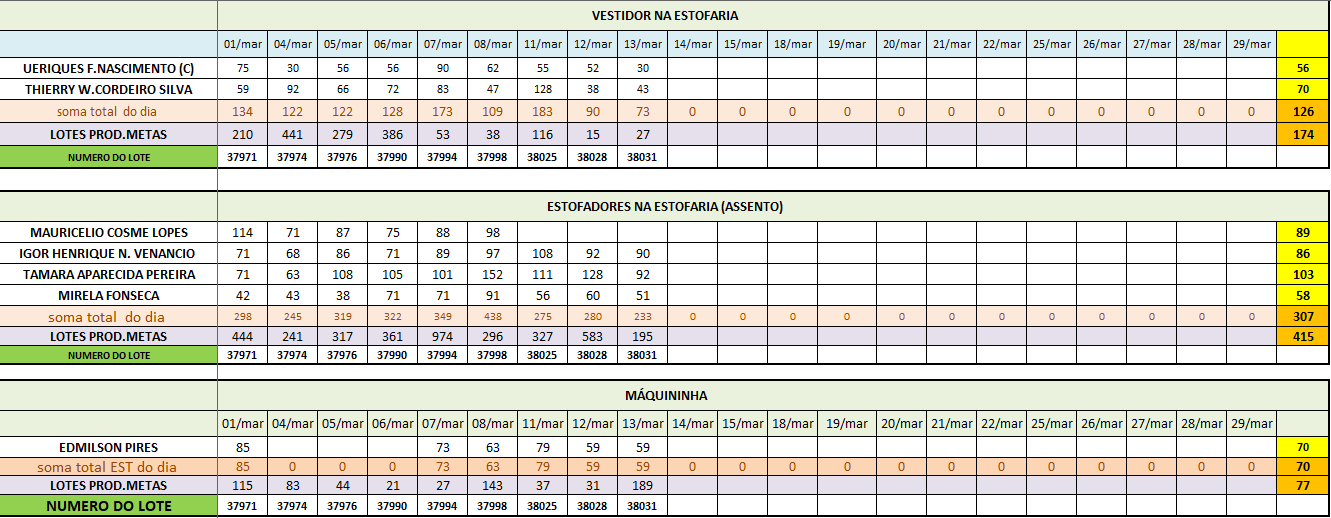 VESTIDOR NA ESTOFARIA
01/mar 04/mar 05/mar 06/mar 07/mar 08/mar 11/mar 12/mar 13/mar 14/mar 15/mar 18/mar 19/mar 20/mar 21/mar 22/mar 25/mar 26/mar 27/mar 28/mar 29/mar
UERIQUES F.NASCIMENTO (C) 75 30 56 56 90 62 55 52 30 56
THIERRY W.CORDEIRO SILVA 59 92 66 72 83 47 128 38 43 70
soma total do dia 134 122 122 128 173 109 183 90 73 0 0 0 0 0 0 0 0 0 0 0 0 126
LOTES PROD.METAS 210 441 279 386 53 38 116 15 27 174
NUMERO DO LOTE 37971 37974 37976 37990 37994 37998 38025 38028 38031
ESTOFADORES NA ESTOFARIA (ASSENTO)
MAURICELIO COSME LOPES 114 71 87 75 88 98 89
IGOR HENRIQUE N. VENANCIO 71 68 86 71 89 97 108 92 90 86
TAMARA APARECIDA PEREIRA 71 63 108 105 101 152 111 128 92 103
MIRELA FONSECA 42 43 38 71 71 91 56 60 51 58
soma total do dia 298 245 319 322 349 438 275 280 233 0 0 0 0 0 0 0 0 0 0 0 0 307
LOTES PROD.METAS 444 241 317 361 974 296 327 583 195 415
NUMERO DO LOTE 37971 37974 37976 37990 37994 37998 38025 38028 38031
MÁQUININHA
01/mar 04/mar 05/mar 06/mar 07/mar 08/mar 11/mar 12/mar 13/mar 14/mar 15/mar 18/mar 19/mar 20/mar 21/mar 22/mar 25/mar 26/mar 27/mar 28/mar 29/mar
EDMILSON PIRES 85 73 63 79 59 59 70
soma total EST do dia 85 0 0 0 73 63 79 59 59 0 0 0 0 0 0 0 0 0 0 0 0 70
LOTES PROD.METAS 115 83 44 21 27 143 37 31 189 77
NUMERO DO LOTE 37971 37974 37976 37990 37994 37998 38025 38028 38031